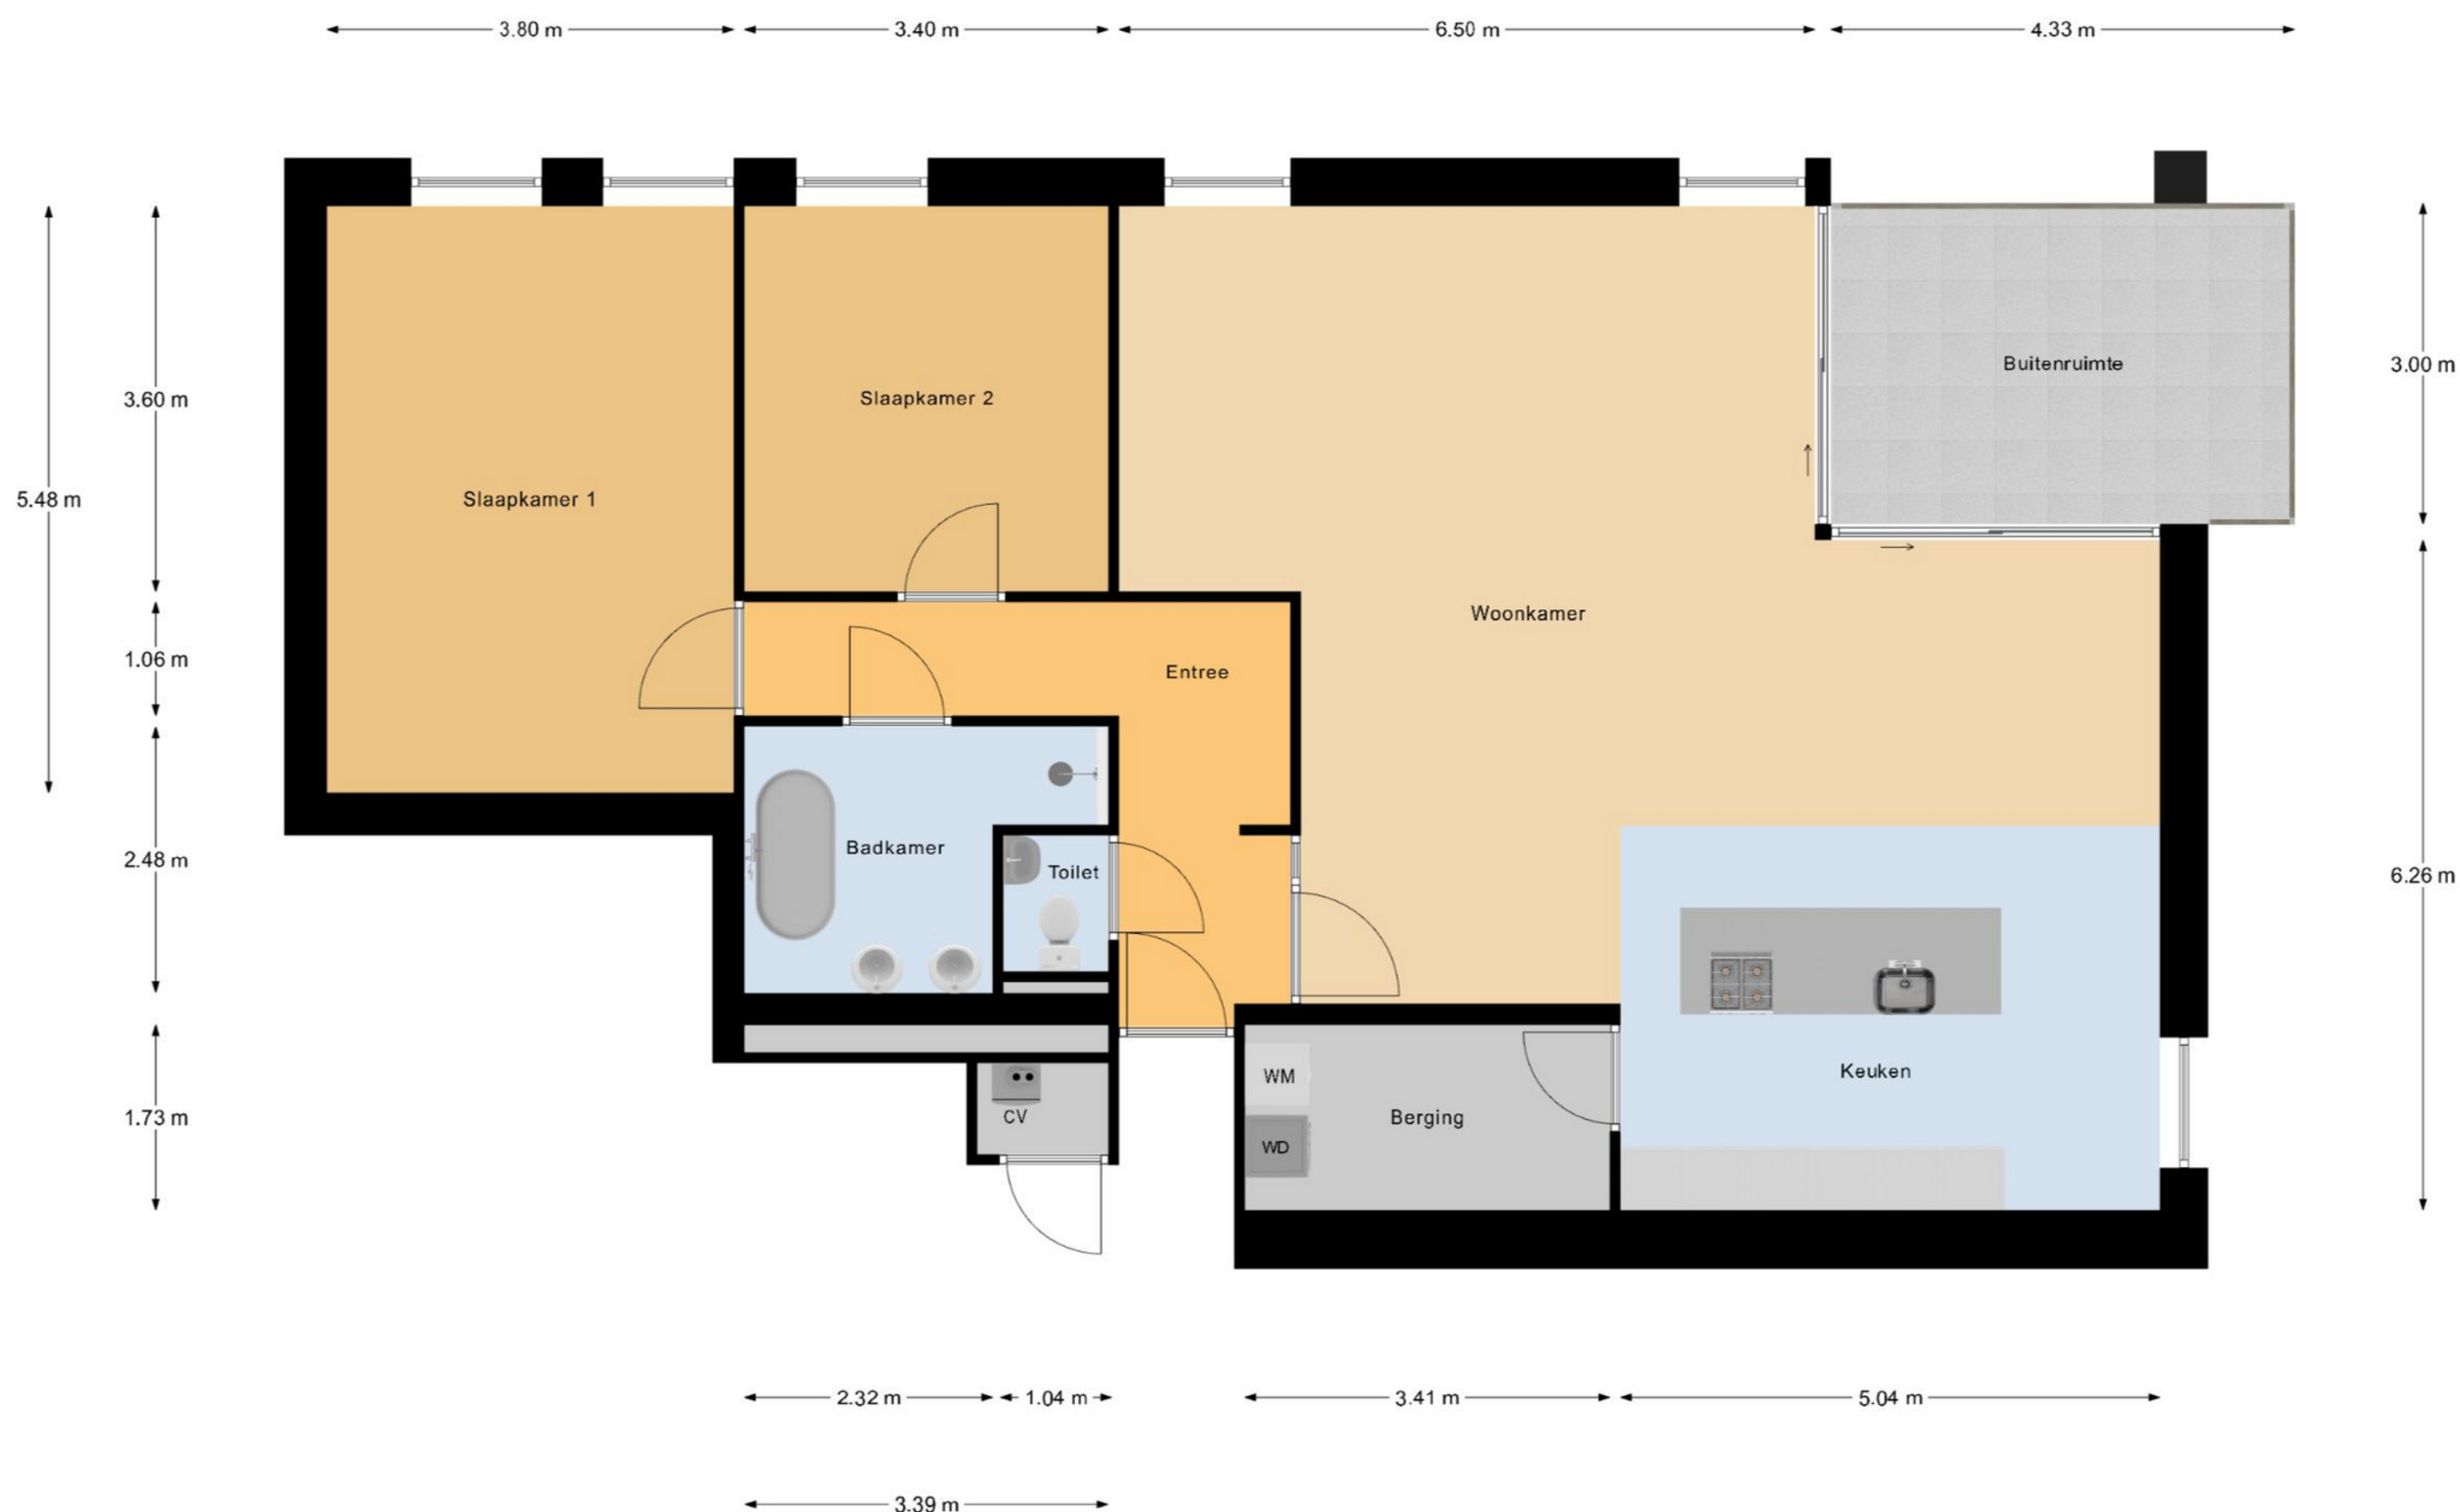 3.80 m
3.40 m
6.50 m
4.33 m
Buitenruimte
3.00 m
Slaapkamer 2
3.60 m
5.48 m
Slaapkamer 1
Woonkamer
1.06 m
Entree
Badkamer
2.48 m
Toilet
6.26 m
Keuken
WM
CV
1.73 m
Berging
WD
2.32 m
1.04 m
3.41 m
5.04 m
3.39 m